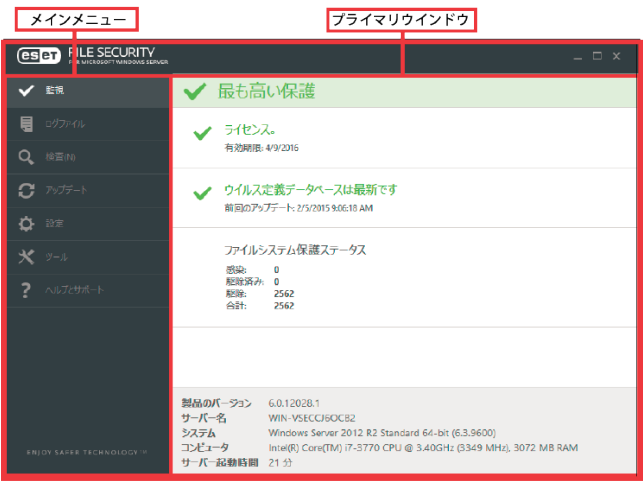 メインメニュー
プライマリウインドウ
eseT FILE SECURITY
FOR MICROSOFT WINDOWS SERVER
監視
ログファイル
検査(N)
アップデート
設定
ツール
ヘルプとサポート
ENJOY SAFER TECHNOLOGY™
最も高い保護
ライセンス。
有効期限: 4/9/2016
ウイルス定義データベースは最新です
前回のアップデート: 2/5/2015 9:06:18 AM
ファイルシステム保護ステータス
感染: 0
駆除済み: 0
駆除: 2562
合計: 2562
製品のバージョン 6.0.12028.1
サーバー名 WIN-VSECCJ6OC82
システム Windows Server 2012 R2 Standard 64-bit (6.3.9600)
コンピュータ Intel(R) Core(TM) i7-3770 CPU @ 3.40GHz (3349 MHz), 3072 MB RAM
サーバー起動時間 21 分